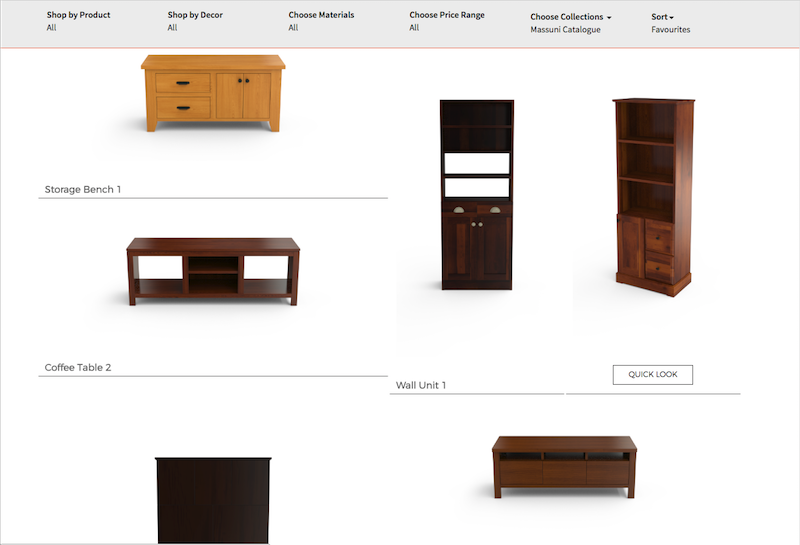 Shop by Product
All
Shop by Decor
All
Choose Materials
All
Choose Price Range
All
Choose Collections
Massuni Catalogue
Sort
Favourites
Storage Bench 1
Coffee Table 2
Wall Unit 1
QUICK LOOK